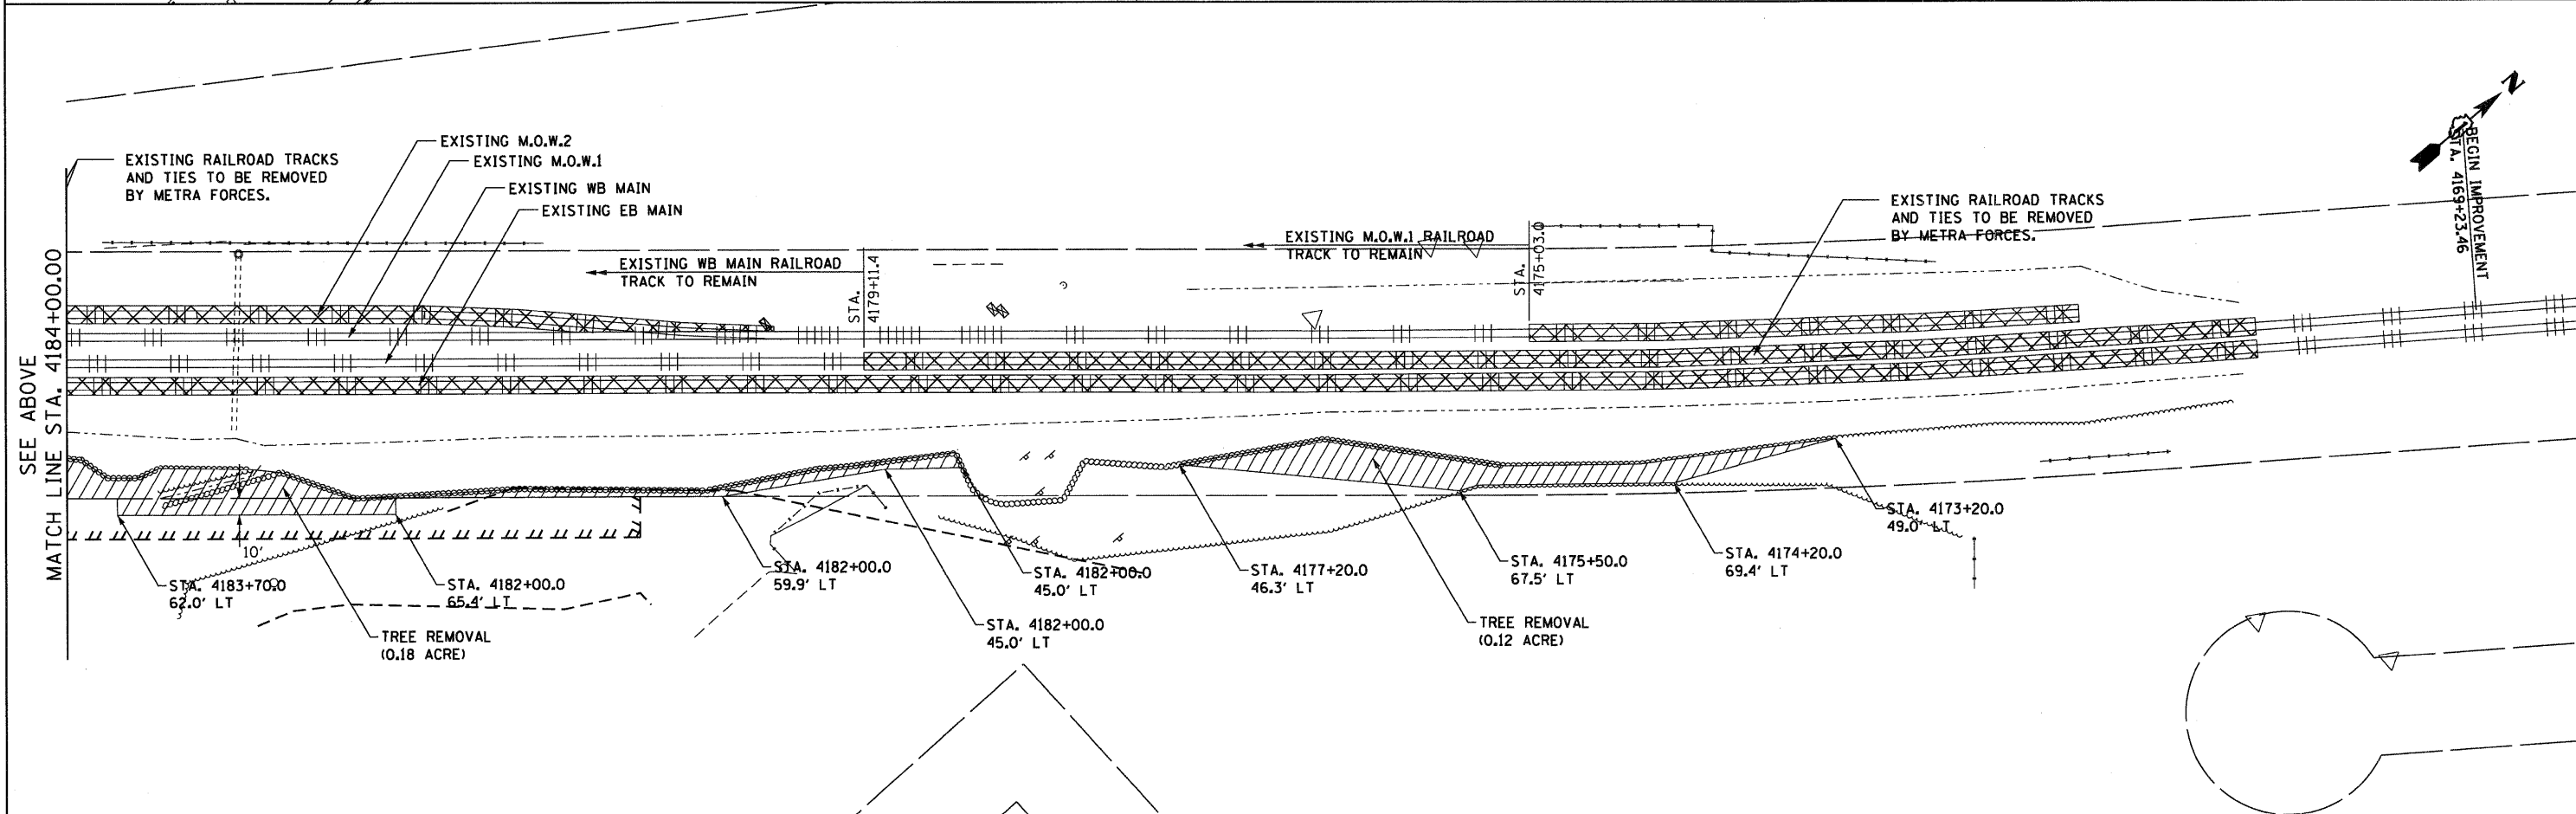 N
BEGIN IMPROVEMENT
STA. 4169+23.46
EXISTING M.O.W.2
EXISTING M.O.W.1
EXISTING WB MAIN
EXISTING EB MAIN
EXISTING RAILROAD TRACKS
AND TIES TO BE REMOVED
BY METRA FORCES.
EXISTING RAILROAD TRACKS
AND TIES TO BE REMOVED
BY METRA FORCES.
EXISTING M.O.W.1 RAILROAD
TRACK TO REMAIN
EXISTING WB MAIN RAILROAD
TRACK TO REMAIN
STA.
4179+11.4
STA.
4175+03.0
SEE ABOVE
MATCH LINE STA. 4184+00.00
10'
STA. 4183+70.0
62.0' LT
STA. 4182+00.0
65.4' LT
TREE REMOVAL
(0.18 ACRE)
STA. 4182+00.0
59.9' LT
STA. 4182+00.0
45.0' LT
STA. 4182+00.0
45.0' LT
STA. 4177+20.0
46.3' LT
STA. 4175+50.0
67.5' LT
STA. 4174+20.0
69.4' LT
STA. 4173+20.0
49.0' LT
TREE REMOVAL
(0.12 ACRE)